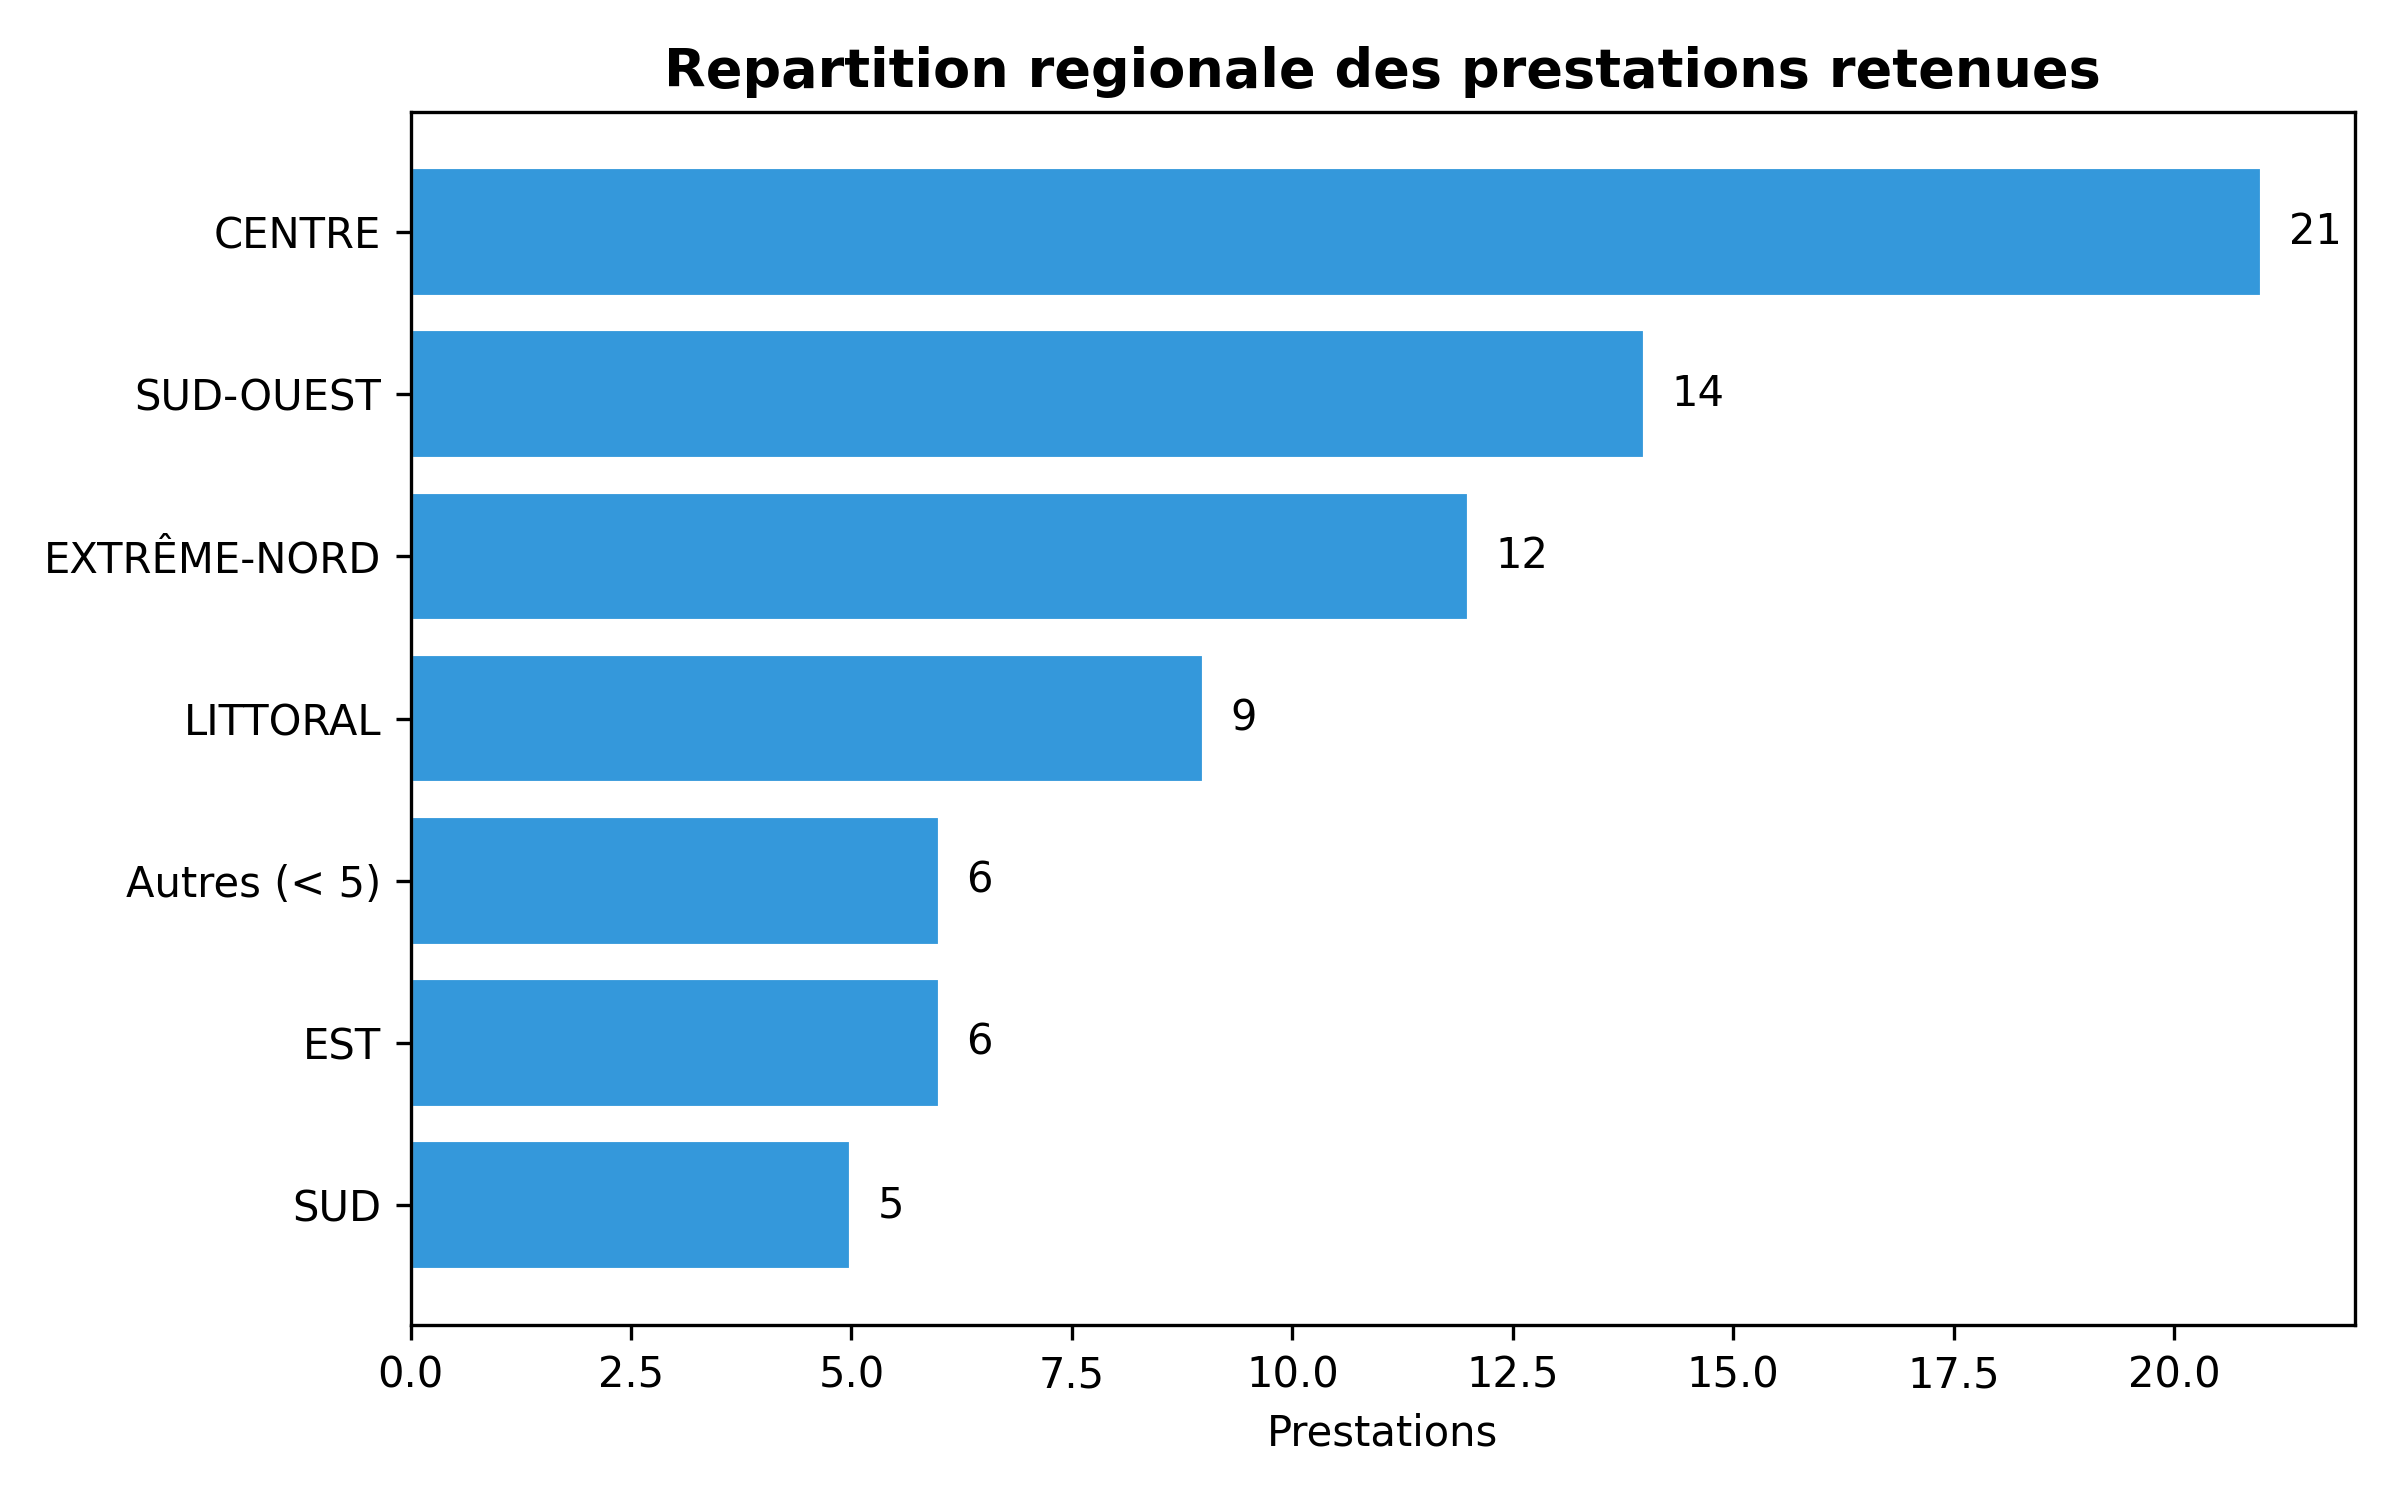 Repartition regionale des prestations retenues
CENTRE 21
SUD-OUEST 14
EXTRÊME-NORD 12
LITTORAL 9
Autres (< 5) 6
EST 6
SUD 5
0.0 2.5 5.0 7.5 10.0 12.5 15.0 17.5 20.0
Prestations